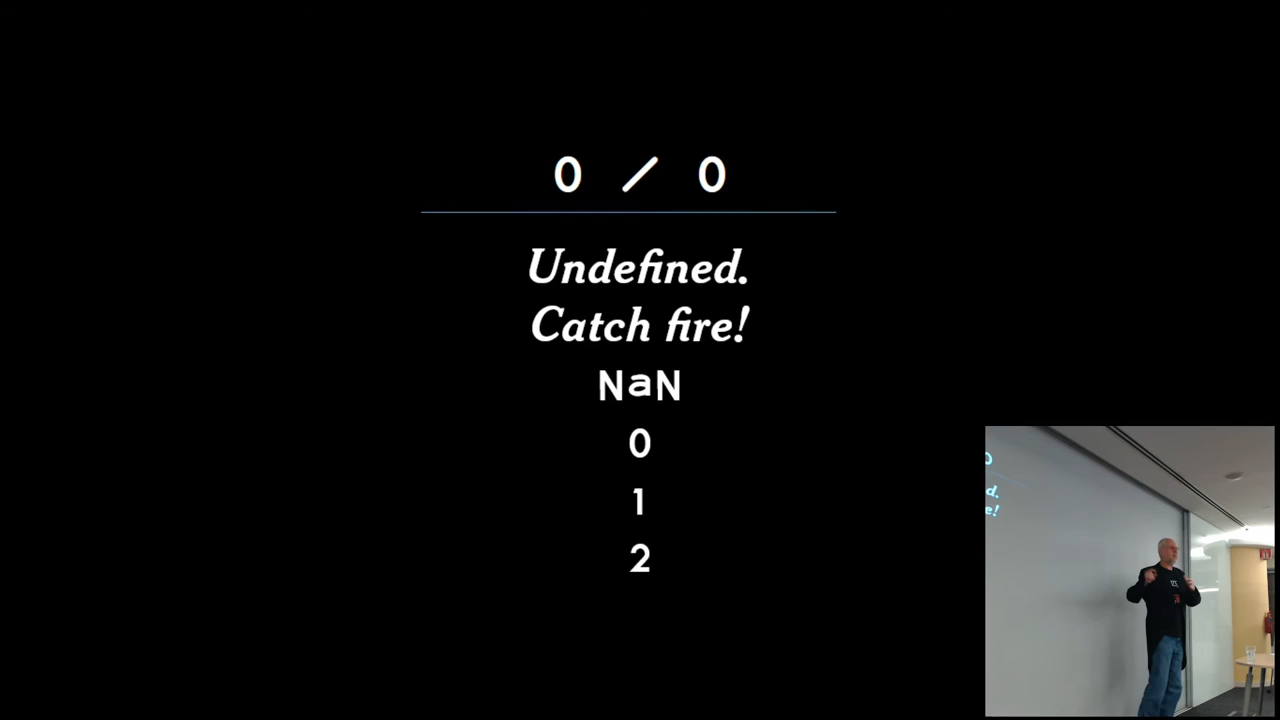 0 / 0
Undefined.
Catch fire!
NaN
0
1
2
d.
e!